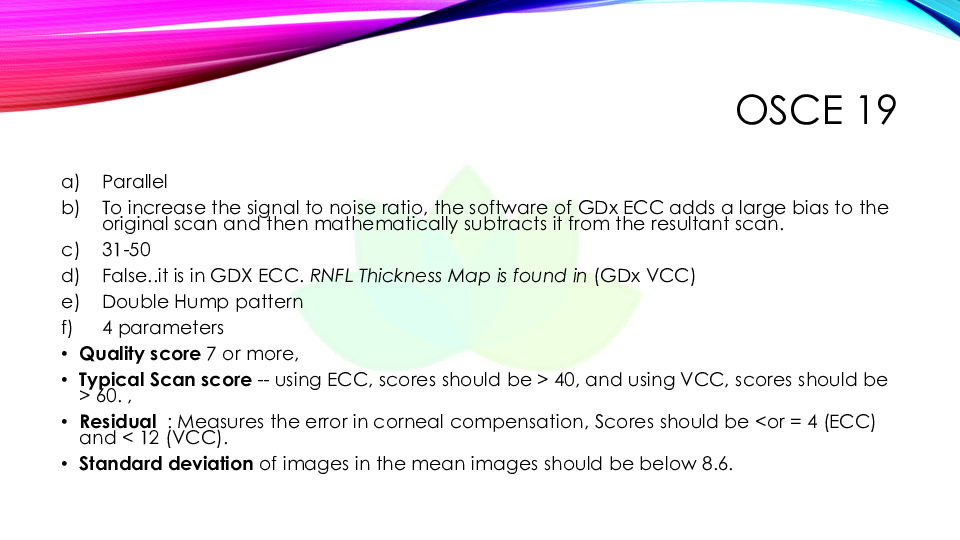 OSCE 19
a) Parallel
b) To increase the signal to noise ratio, the software of GDx ECC adds a large bias to the
original scan and then mathematically subtracts it from the resultant scan.
c) 31-50
d) False..it is in GDX ECC. RNFL Thickness Map is found in (GDx VCC)
e) Double Hump pattern
f) 4 parameters
• Quality score 7 or more,
• Typical Scan score -- using ECC, scores should be > 40, and using VCC, scores should be
> 60. ,
• Residual : Measures the error in corneal compensation, Scores should be <or = 4 (ECC)
and < 12 (VCC).
• Standard deviation of images in the mean images should be below 8.6.